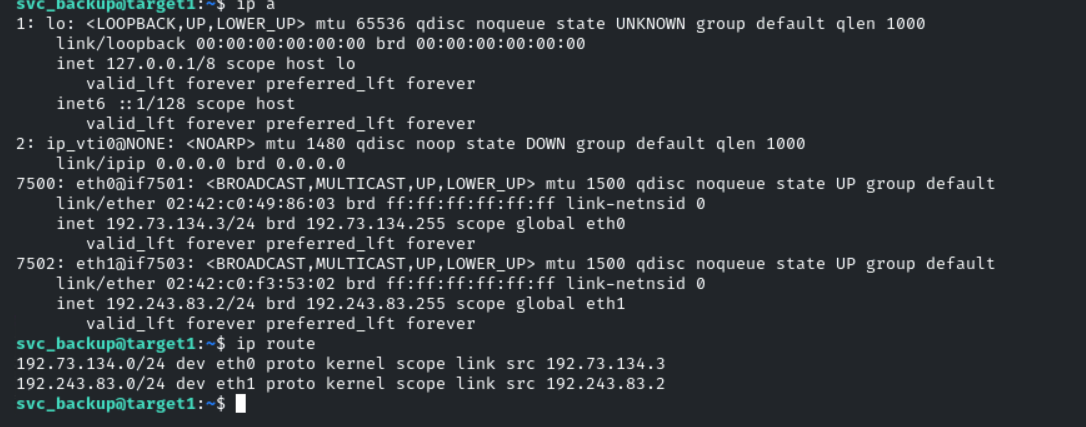 svc_backup@target1:~$ ip a
1: lo: <LOOPBACK,UP,LOWER_UP> mtu 65536 qdisc noqueue state UNKNOWN group default qlen 1000
    link/loopback 00:00:00:00:00:00 brd 00:00:00:00:00:00
    inet 127.0.0.1/8 scope host lo
       valid_lft forever preferred_lft forever
    inet6 ::1/128 scope host
       valid_lft forever preferred_lft forever
2: ip_vti0@NONE: <NOARP> mtu 1480 qdisc noop state DOWN group default qlen 1000
    link/ipip 0.0.0.0 brd 0.0.0.0
7500: eth0@if7501: <BROADCAST,MULTICAST,UP,LOWER_UP> mtu 1500 qdisc noqueue state UP group default
    link/ether 02:42:c0:49:86:03 brd ff:ff:ff:ff:ff:ff link-netnsid 0
    inet 192.73.134.3/24 brd 192.73.134.255 scope global eth0
       valid_lft forever preferred_lft forever
7502: eth1@if7503: <BROADCAST,MULTICAST,UP,LOWER_UP> mtu 1500 qdisc noqueue state UP group default
    link/ether 02:42:c0:f3:53:02 brd ff:ff:ff:ff:ff:ff link-netnsid 0
    inet 192.243.83.2/24 brd 192.243.83.255 scope global eth1
       valid_lft forever preferred_lft forever
svc_backup@target1:~$ ip route
192.73.134.0/24 dev eth0 proto kernel scope link src 192.73.134.3
192.243.83.0/24 dev eth1 proto kernel scope link src 192.243.83.2
svc_backup@target1:~$